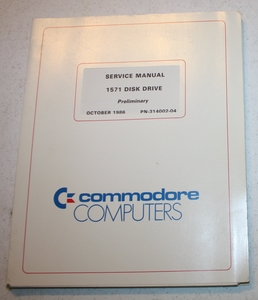 SERVICE MANUAL
1571 DISK DRIVE
Preliminary
OCTOBER 1986 PN-314002-04
commodore
COMPUTERS